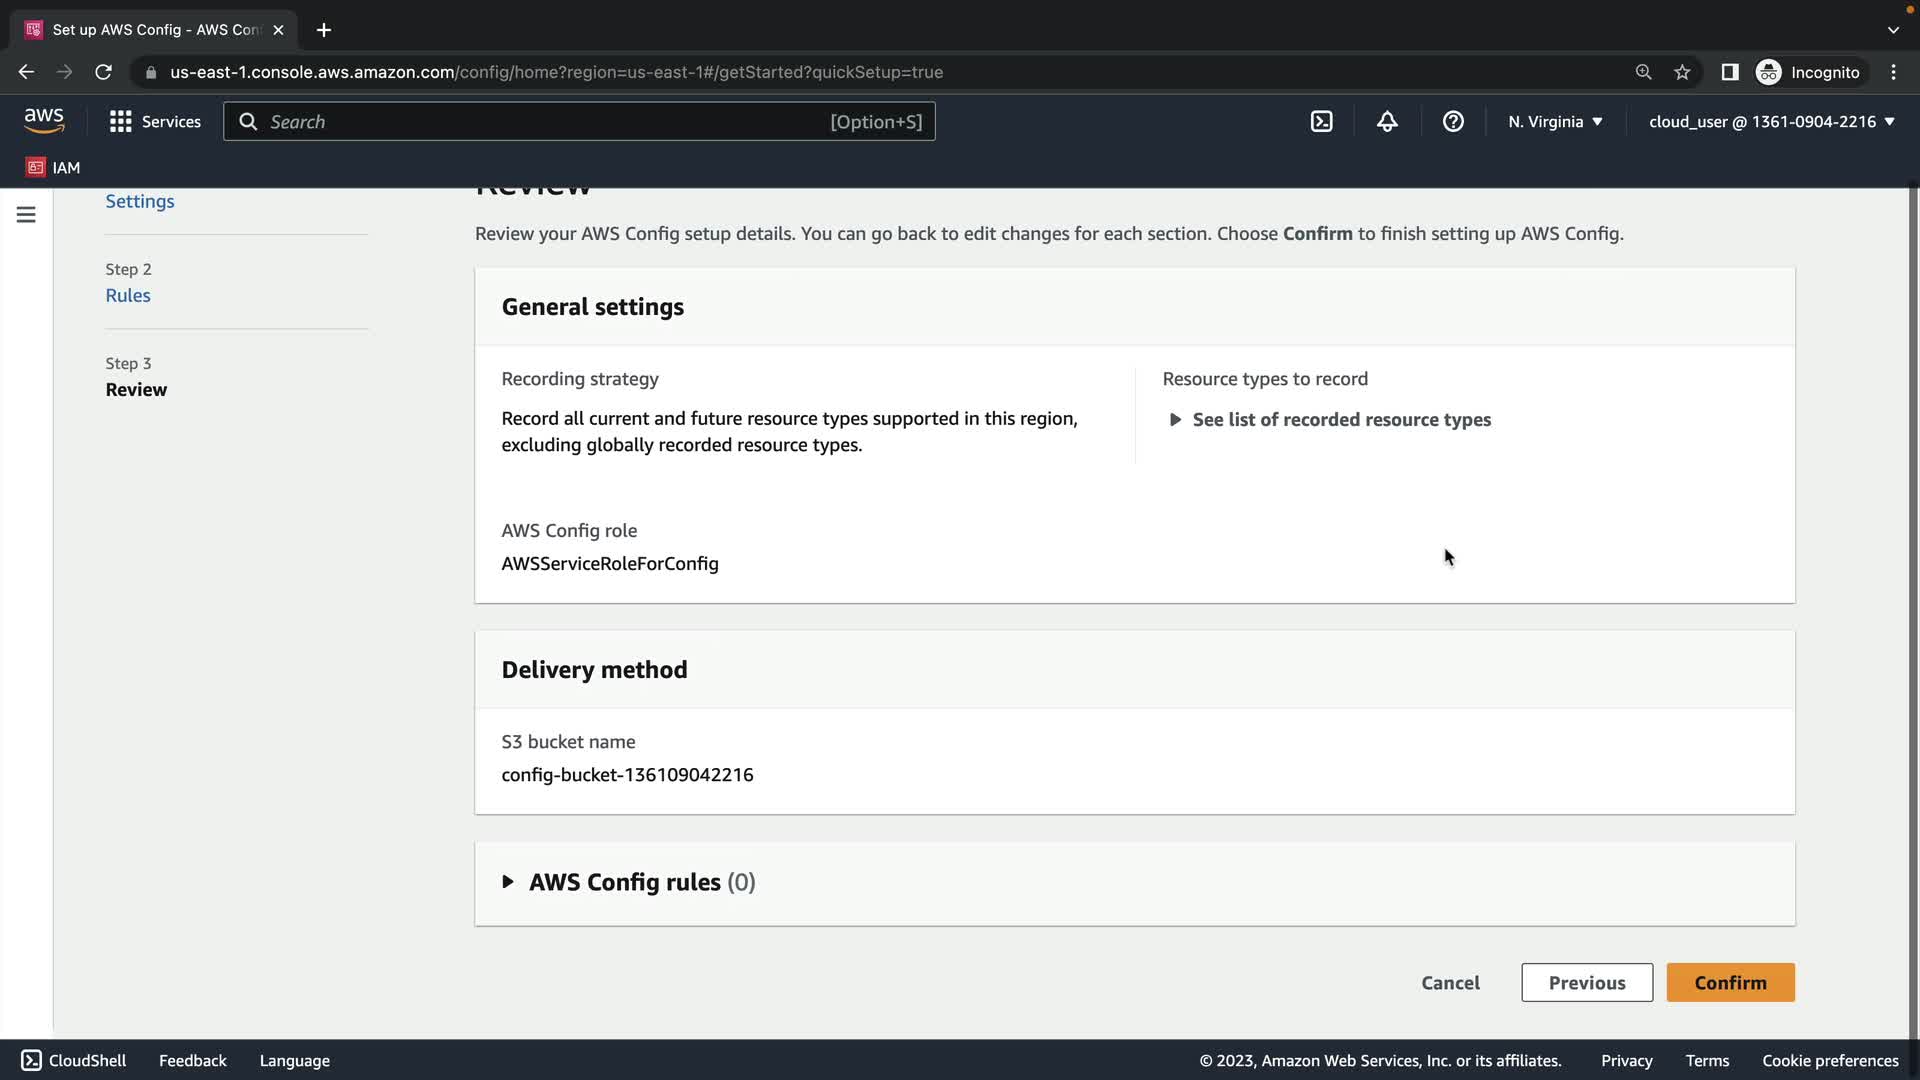 Set up AWS Config - AWS Con
us-east-1.console.aws.amazon.com/config/home?region=us-east-1#/getStarted?quickSetup=true
Incognito
aws
Services
Search
[Option+S]
N. Virginia
cloud_user @ 1361-0904-2216
IAM
Review
Settings
Review your AWS Config setup details. You can go back to edit changes for each section. Choose Confirm to finish setting up AWS Config.
Step 2
Rules
Step 3
Review
General settings
Recording strategy
Record all current and future resource types supported in this region,
excluding globally recorded resource types.
Resource types to record
See list of recorded resource types
AWS Config role
AWSServiceRoleForConfig
Delivery method
S3 bucket name
config-bucket-136109042216
AWS Config rules (0)
Cancel
Previous
Confirm
CloudShell
Feedback
Language
© 2023, Amazon Web Services, Inc. or its affiliates.
Privacy
Terms
Cookie preferences